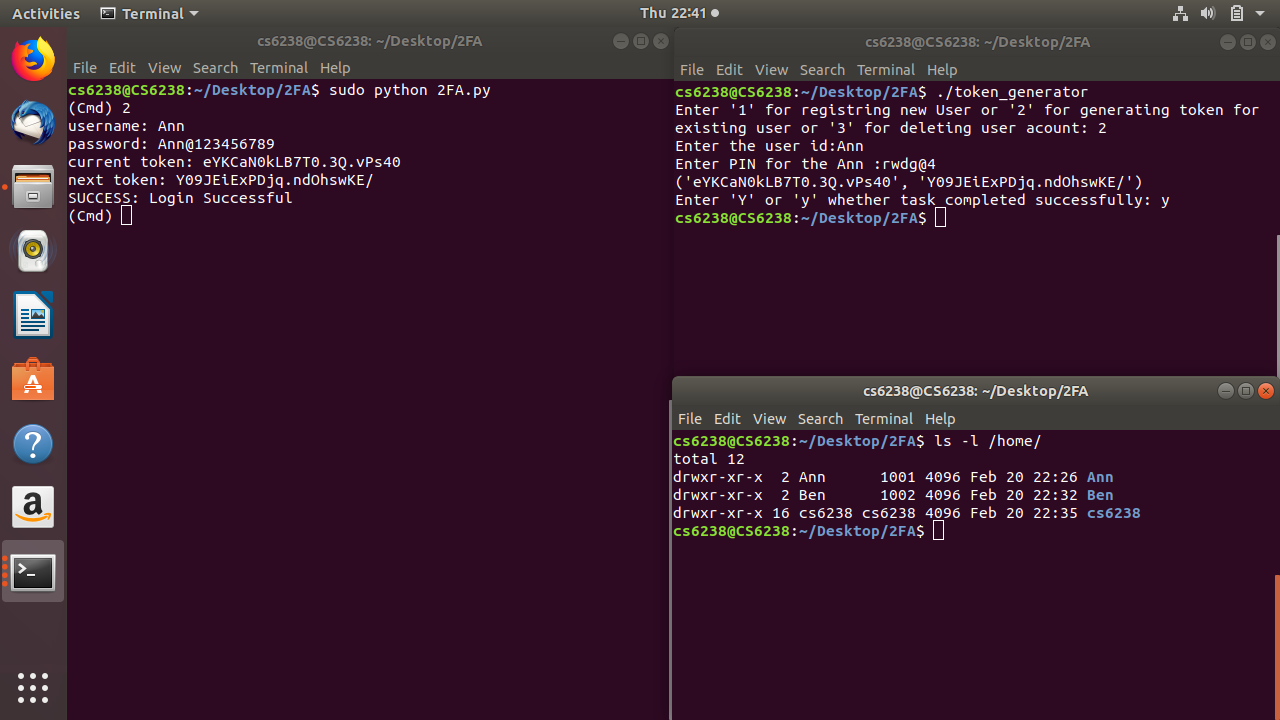 Activities
Terminal
Thu 22:41
cs6238@CS6238: ~/Desktop/2FA
File Edit View Search Terminal Help
cs6238@CS6238:~/Desktop/2FA$ sudo python 2FA.py
(Cmd) 2
username: Ann
password: Ann@123456789
current token: eYKCaN0kLB7T0.3Q.vPs40
next token: Y09JEiExPDjq.ndOhswKE/
SUCCESS: Login Successful
(Cmd)
cs6238@CS6238: ~/Desktop/2FA
File Edit View Search Terminal Help
cs6238@CS6238:~/Desktop/2FA$ ./token_generator
Enter '1' for registring new User or '2' for generating token for
existing user or '3' for deleting user acount: 2
Enter the user id:Ann
Enter PIN for the Ann :rwdg@4
('eYKCaN0kLB7T0.3Q.vPs40', 'Y09JEiExPDjq.ndOhswKE/')
Enter 'Y' or 'y' whether task completed successfully: y
cs6238@CS6238:~/Desktop/2FA$
cs6238@CS6238: ~/Desktop/2FA
File Edit View Search Terminal Help
cs6238@CS6238:~/Desktop/2FA$ ls -l /home/
total 12
drwxr-xr-x  2 Ann      1001 4096 Feb 20 22:26 Ann
drwxr-xr-x  2 Ben      1002 4096 Feb 20 22:32 Ben
drwxr-xr-x 16 cs6238 cs6238 4096 Feb 20 22:35 cs6238
cs6238@CS6238:~/Desktop/2FA$